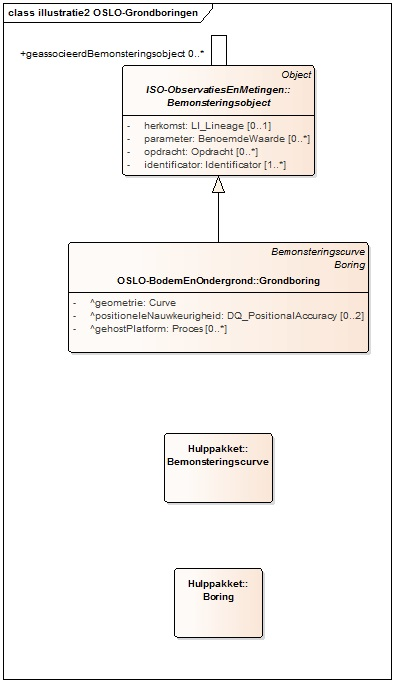 class illustratie2 OSLO-Grondboringen
+geassocieerdBemonsteringsobject 0..*
Object
ISO-ObservatiesEnMetingen::
Bemonsteringsobject
- herkomst: LI_Lineage [0..1]
- parameter: BenoemdeWaarde [0..*]
- opdracht: Opdracht [0..*]
- identificator: Identificator [1..*]
Bemonsteringscurve
Boring
OSLO-BodemEnOndergrond::Grondboring
- ^geometrie: Curve
- ^positioneleNauwkeurigheid: DQ_PositionalAccuracy [0..2]
- ^gehostPlatform: Proces [0..*]
Hulppakket::
Bemonsteringscurve
Hulppakket::
Boring